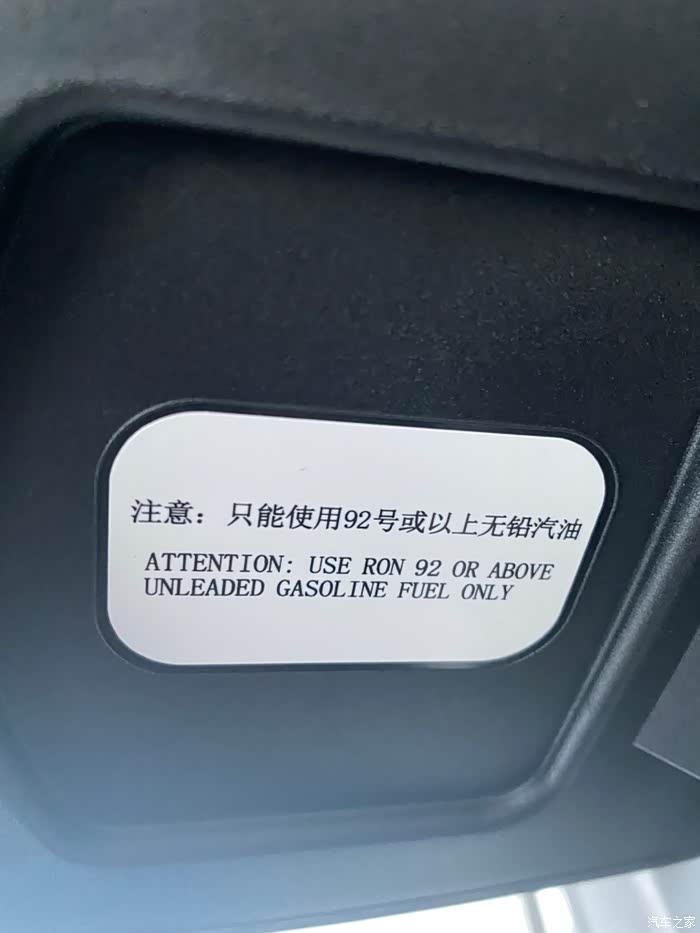 注意：只能使用92号或以上无铅汽油
ATTENTION: USE RON 92 OR ABOVE
UNLEADED GASOLINE FUEL ONLY
汽车之家